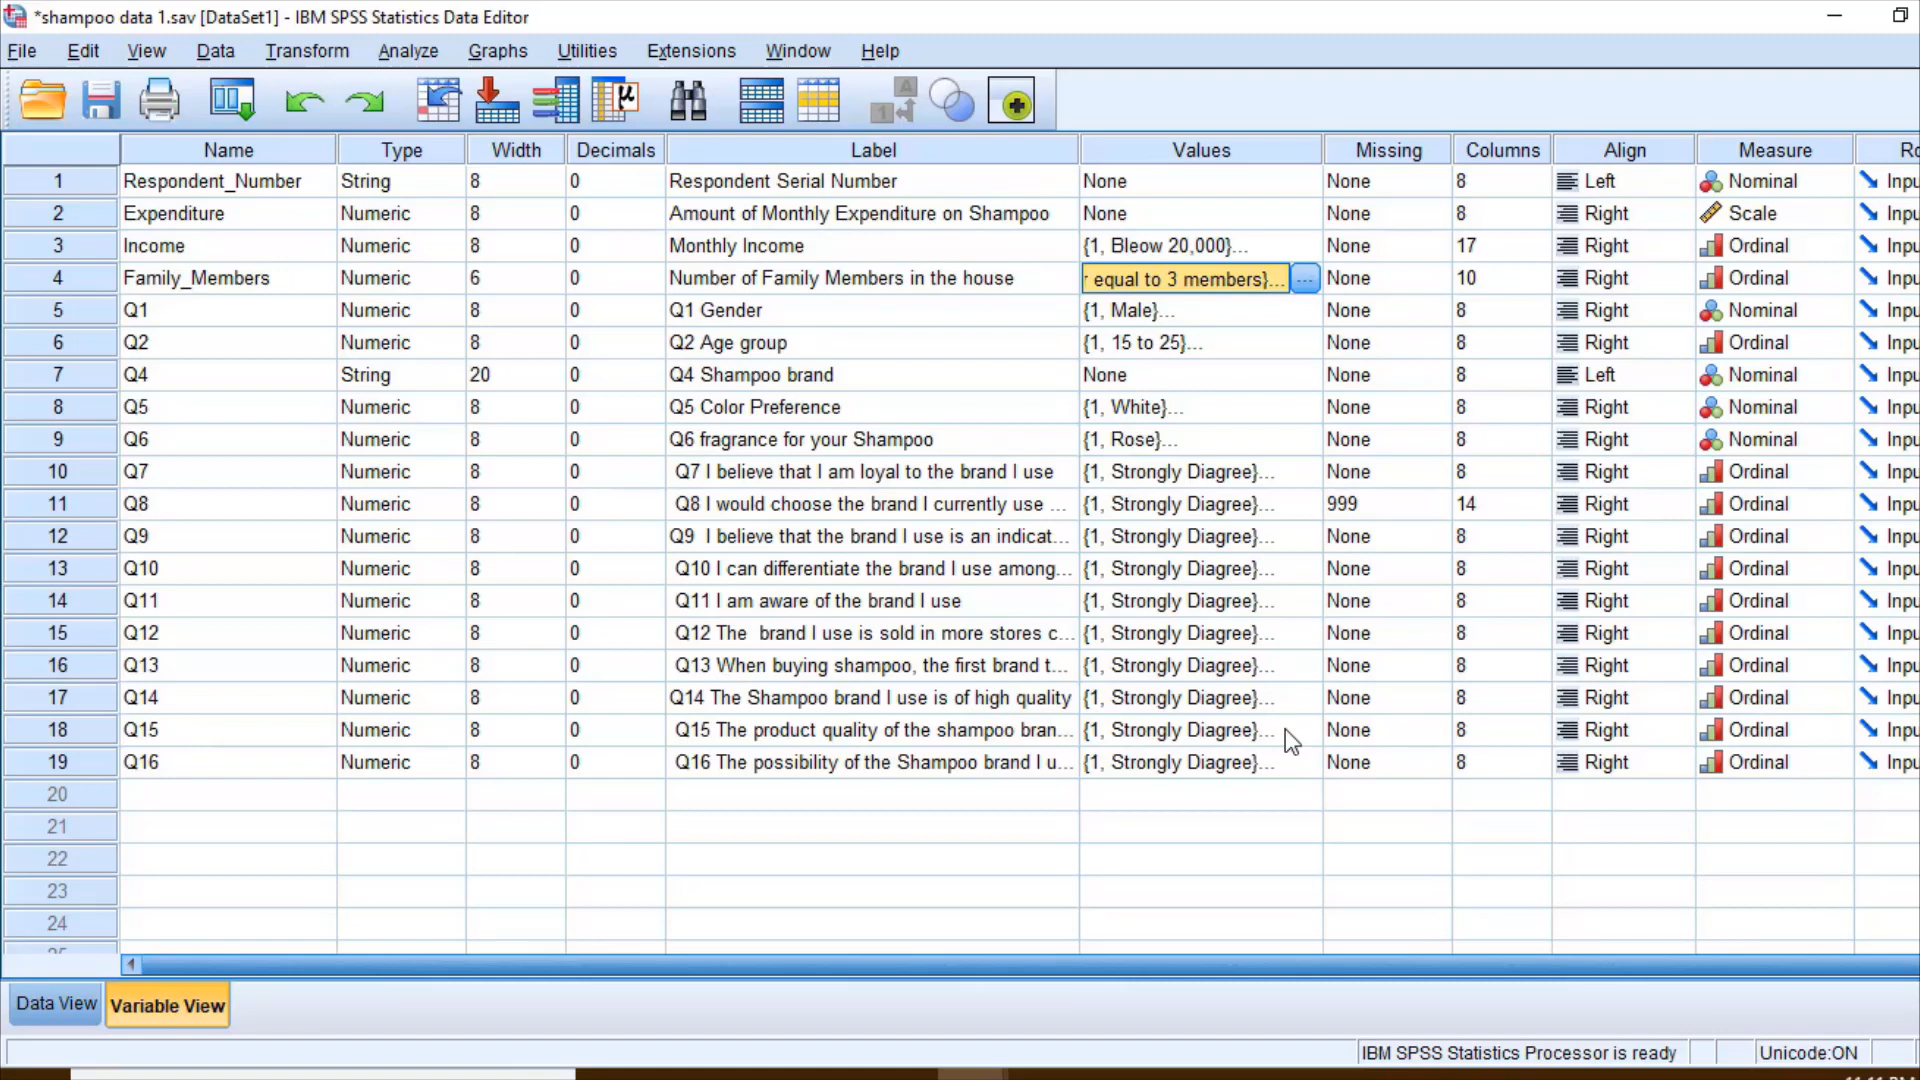 *shampoo data 1.sav [DataSet1] - IBM SPSS Statistics Data Editor
File Edit View Data Transform Analyze Graphs Utilities Extensions Window Help
Name Type Width Decimals Label Values Missing Columns Align Measure Ro
1 Respondent_Number String 8 0 Respondent Serial Number None None 8 Left Nominal Inpu
2 Expenditure Numeric 8 0 Amount of Monthly Expenditure on Shampoo None None 8 Right Scale Inpu
3 Income Numeric 8 0 Monthly Income {1, Bleow 20,000}... None 17 Right Ordinal Inpu
4 Family_Members Numeric 6 0 Number of Family Members in the house r equal to 3 members}... ... None 10 Right Ordinal Inpu
5 Q1 Numeric 8 0 Q1 Gender {1, Male}... None 8 Right Nominal Inpu
6 Q2 Numeric 8 0 Q2 Age group {1, 15 to 25}... None 8 Right Ordinal Inpu
7 Q4 String 20 0 Q4 Shampoo brand None None 8 Left Nominal Inpu
8 Q5 Numeric 8 0 Q5 Color Preference {1, White}... None 8 Right Nominal Inpu
9 Q6 Numeric 8 0 Q6 fragrance for your Shampoo {1, Rose}... None 8 Right Nominal Inpu
10 Q7 Numeric 8 0 Q7 I believe that I am loyal to the brand I use {1, Strongly Diagree}... None 8 Right Ordinal Inpu
11 Q8 Numeric 8 0 Q8 I would choose the brand I currently use ... {1, Strongly Diagree}... 999 14 Right Ordinal Inpu
12 Q9 Numeric 8 0 Q9 I believe that the brand I use is an indicat... {1, Strongly Diagree}... None 8 Right Ordinal Inpu
13 Q10 Numeric 8 0 Q10 I can differentiate the brand I use among... {1, Strongly Diagree}... None 8 Right Ordinal Inpu
14 Q11 Numeric 8 0 Q11 I am aware of the brand I use {1, Strongly Diagree}... None 8 Right Ordinal Inpu
15 Q12 Numeric 8 0 Q12 The brand I use is sold in more stores c... {1, Strongly Diagree}... None 8 Right Ordinal Inpu
16 Q13 Numeric 8 0 Q13 When buying shampoo, the first brand t... {1, Strongly Diagree}... None 8 Right Ordinal Inpu
17 Q14 Numeric 8 0 Q14 The Shampoo brand I use is of high quality {1, Strongly Diagree}... None 8 Right Ordinal Inpu
18 Q15 Numeric 8 0 Q15 The product quality of the shampoo bran... {1, Strongly Diagree}... None 8 Right Ordinal Inpu
19 Q16 Numeric 8 0 Q16 The possibility of the Shampoo brand I u... {1, Strongly Diagree}... None 8 Right Ordinal Inpu
20
21
22
23
24
Data View Variable View
IBM SPSS Statistics Processor is ready Unicode:ON